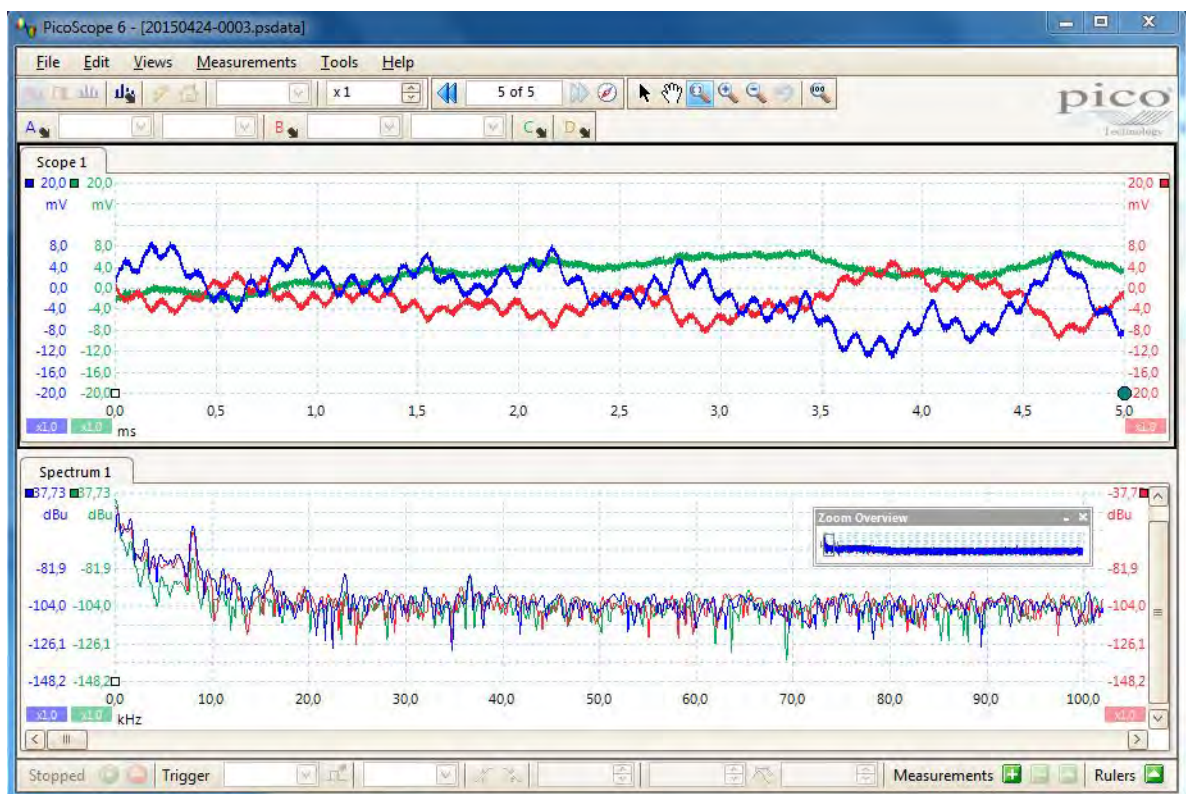 PicoScope 6 - [20150424-0003.psdata]
File Edit Views Measurements Tools Help
x 1 5 of 5
pico
Technology
A B C D
Scope 1
20,0 20,0 20,0
mV mV mV
8,0 8,0 8,0
4,0 4,0 4,0
0,0 0,0 0,0
-4,0 -4,0 -4,0
-8,0 -8,0 -8,0
-12,0 -12,0 -12,0
-16,0 -16,0 -16,0
-20,0 -20,0 20,0
0,0 0,5 1,0 1,5 2,0 2,5 3,0 3,5 4,0 4,5 5,0
x1,0 x1,0 ms x1,0
Spectrum 1
37,73 37,73 -37,7
dBu dBu dBu
Zoom Overview
-81,9 -81,9 -81,9
-104,0 -104,0 -104,0
-126,1 -126,1 -126,1
-148,2 -148,2 -148,2
0,0 10,0 20,0 30,0 40,0 50,0 60,0 70,0 80,0 90,0 100,0
x1,0 x1,0 kHz x1,0
Stopped Trigger Measurements Rulers